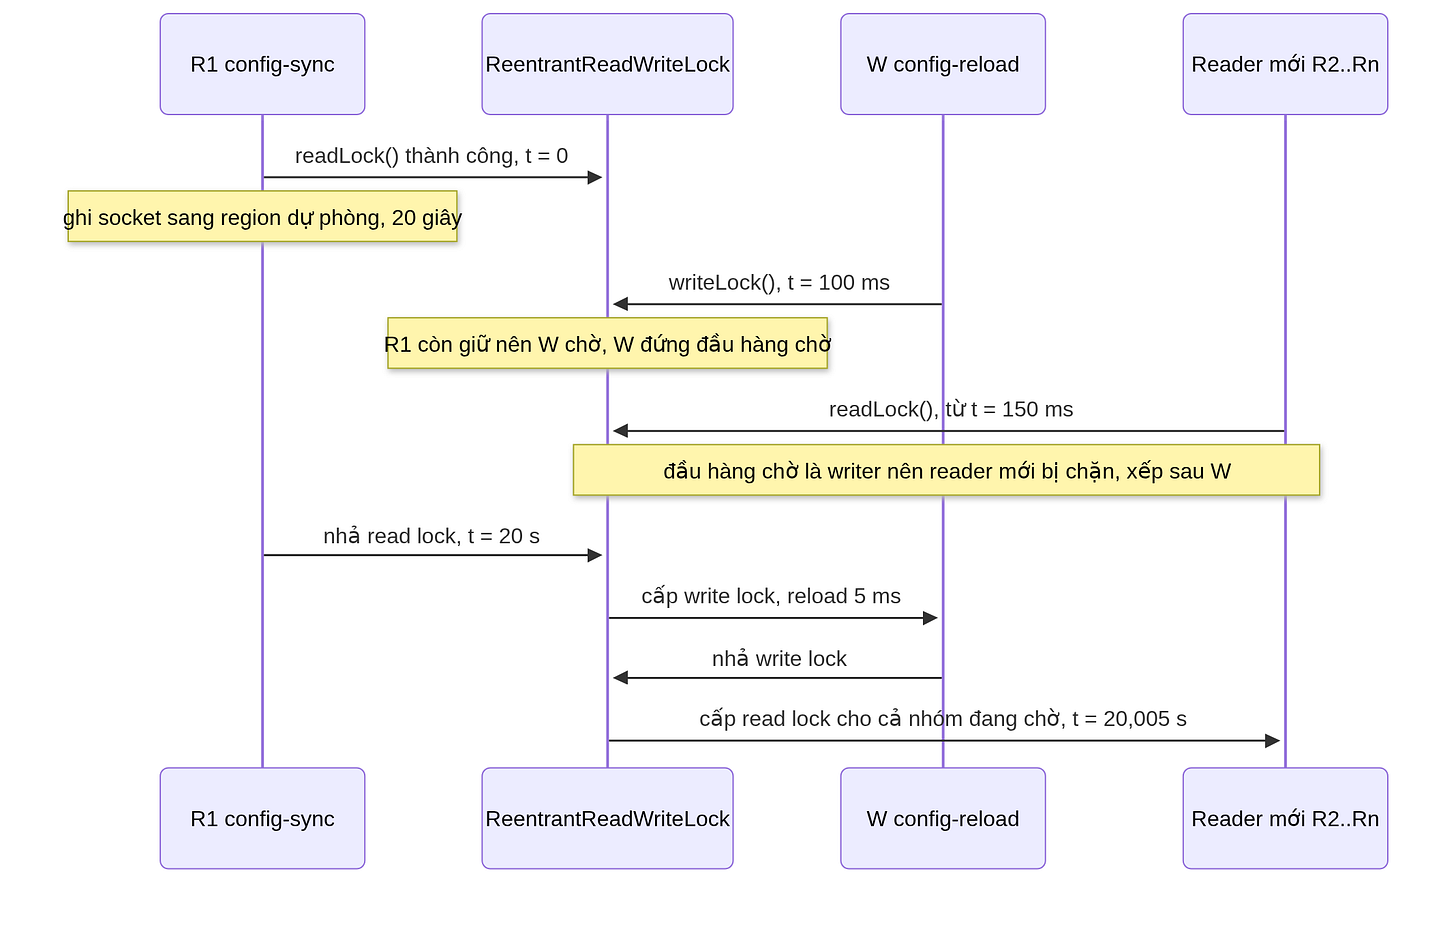 R1 config-sync
ReentrantReadWriteLock
W config-reload
Reader mới R2..Rn
readLock() thành công, t = 0
ghi socket sang region dự phòng, 20 giây
writeLock(), t = 100 ms
R1 còn giữ nên W chờ, W đứng đầu hàng chờ
readLock(), từ t = 150 ms
đầu hàng chờ là writer nên reader mới bị chặn, xếp sau W
nhả read lock, t = 20 s
cấp write lock, reload 5 ms
nhả write lock
cấp read lock cho cả nhóm đang chờ, t = 20,005 s
R1 config-sync
ReentrantReadWriteLock
W config-reload
Reader mới R2..Rn